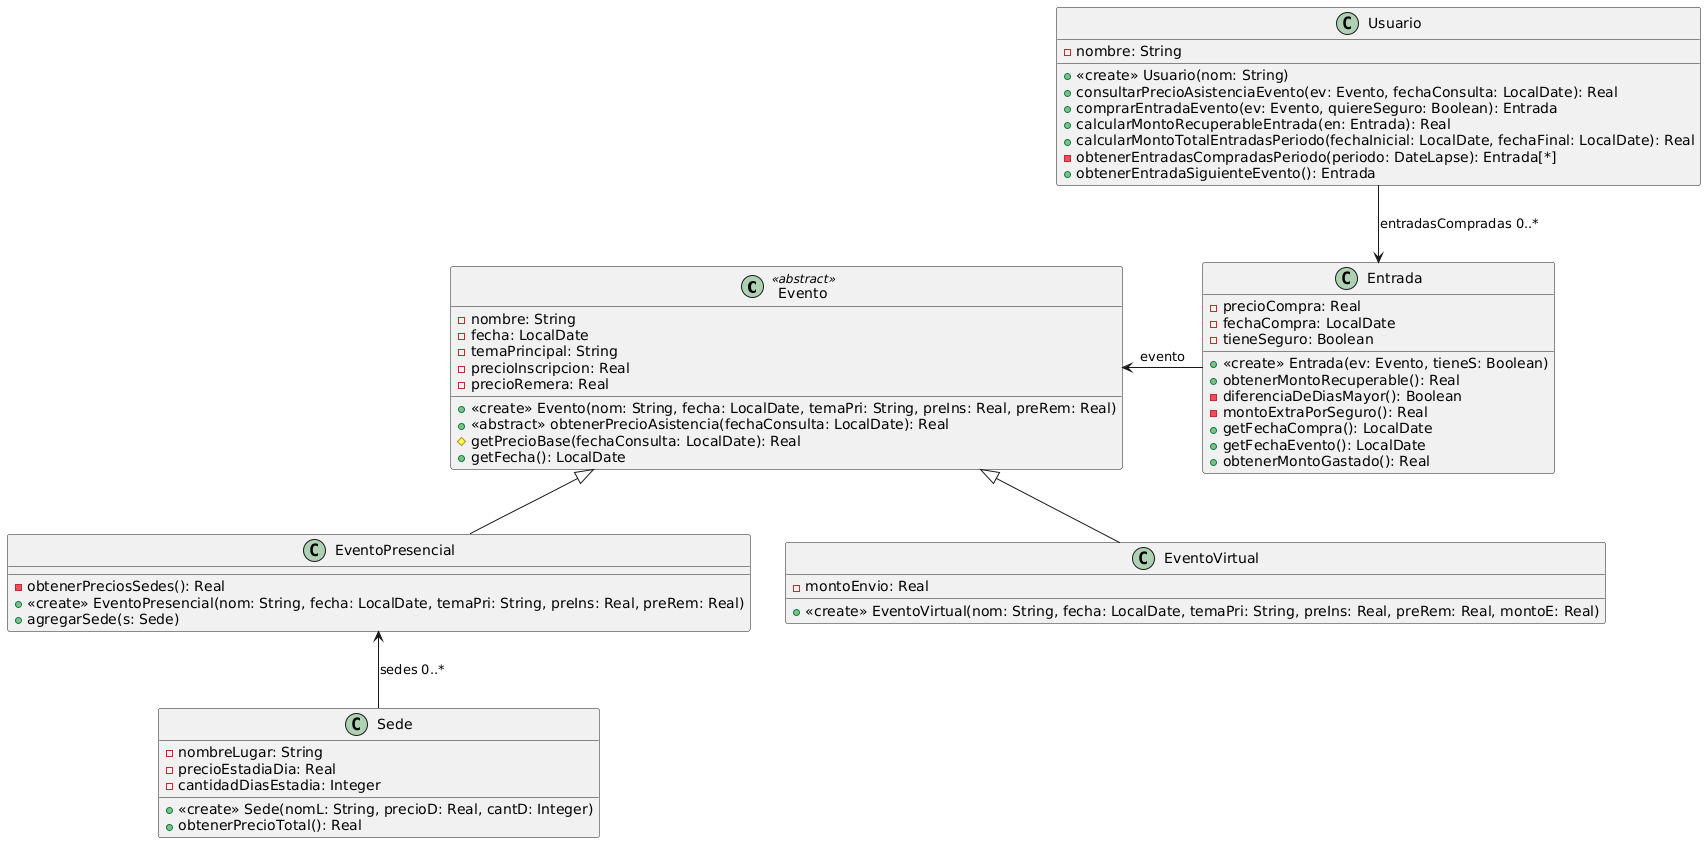 Usuario
nombre: String
«create» Usuario(nom: String)
consultarPrecioAsistenciaEvento(ev: Evento, fechaConsulta: LocalDate): Real
comprarEntradaEvento(ev: Evento, quiereSeguro: Boolean): Entrada
calcularMontoRecuperableEntrada(en: Entrada): Real
calcularMontoTotalEntradasPeriodo(fechaInicial: LocalDate, fechaFinal: LocalDate): Real
obtenerEntradasCompradasPeriodo(periodo: DateLapse): Entrada[*]
obtenerEntradaSiguienteEvento(): Entrada
entradasCompradas 0..*
«abstract»
Evento
nombre: String
fecha: LocalDate
temaPrincipal: String
precioInscripcion: Real
precioRemera: Real
«create» Evento(nom: String, fecha: LocalDate, temaPri: String, preIns: Real, preRem: Real)
«abstract» obtenerPrecioAsistencia(fechaConsulta: LocalDate): Real
getPrecioBase(fechaConsulta: LocalDate): Real
getFecha(): LocalDate
evento
Entrada
precioCompra: Real
fechaCompra: LocalDate
tieneSeguro: Boolean
«create» Entrada(ev: Evento, tieneS: Boolean)
obtenerMontoRecuperable(): Real
diferenciaDeDiasMayor(): Boolean
montoExtraPorSeguro(): Real
getFechaCompra(): LocalDate
getFechaEvento(): LocalDate
obtenerMontoGastado(): Real
EventoPresencial
obtenerPreciosSedes(): Real
«create» EventoPresencial(nom: String, fecha: LocalDate, temaPri: String, preIns: Real, preRem: Real)
agregarSede(s: Sede)
EventoVirtual
montoEnvio: Real
«create» EventoVirtual(nom: String, fecha: LocalDate, temaPri: String, preIns: Real, preRem: Real, montoE: Real)
sedes 0..*
Sede
nombreLugar: String
precioEstadiaDia: Real
cantidadDiasEstadia: Integer
«create» Sede(nomL: String, precioD: Real, cantD: Integer)
obtenerPrecioTotal(): Real